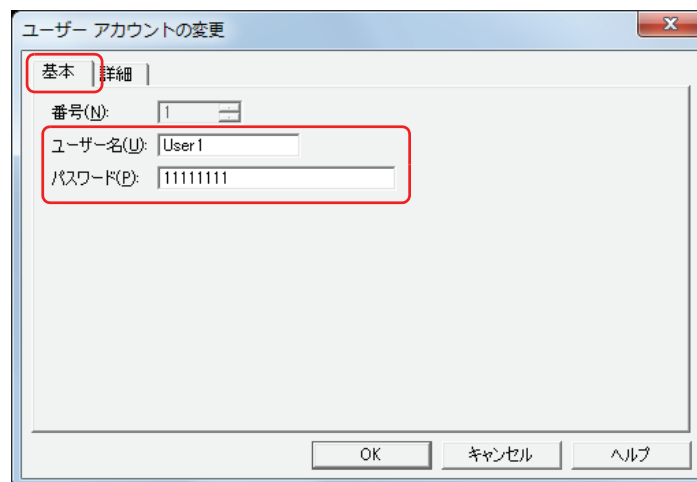 ユーザー アカウントの変更
基本 詳細
番号(N): 1
ユーザー名(U): User1
パスワード(P): 11111111
OK キャンセル ヘルプ